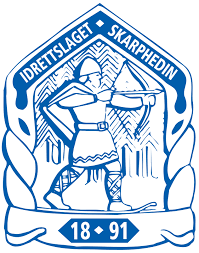 IDRETTSLAGET • SKARPHEDIN
18 • 91